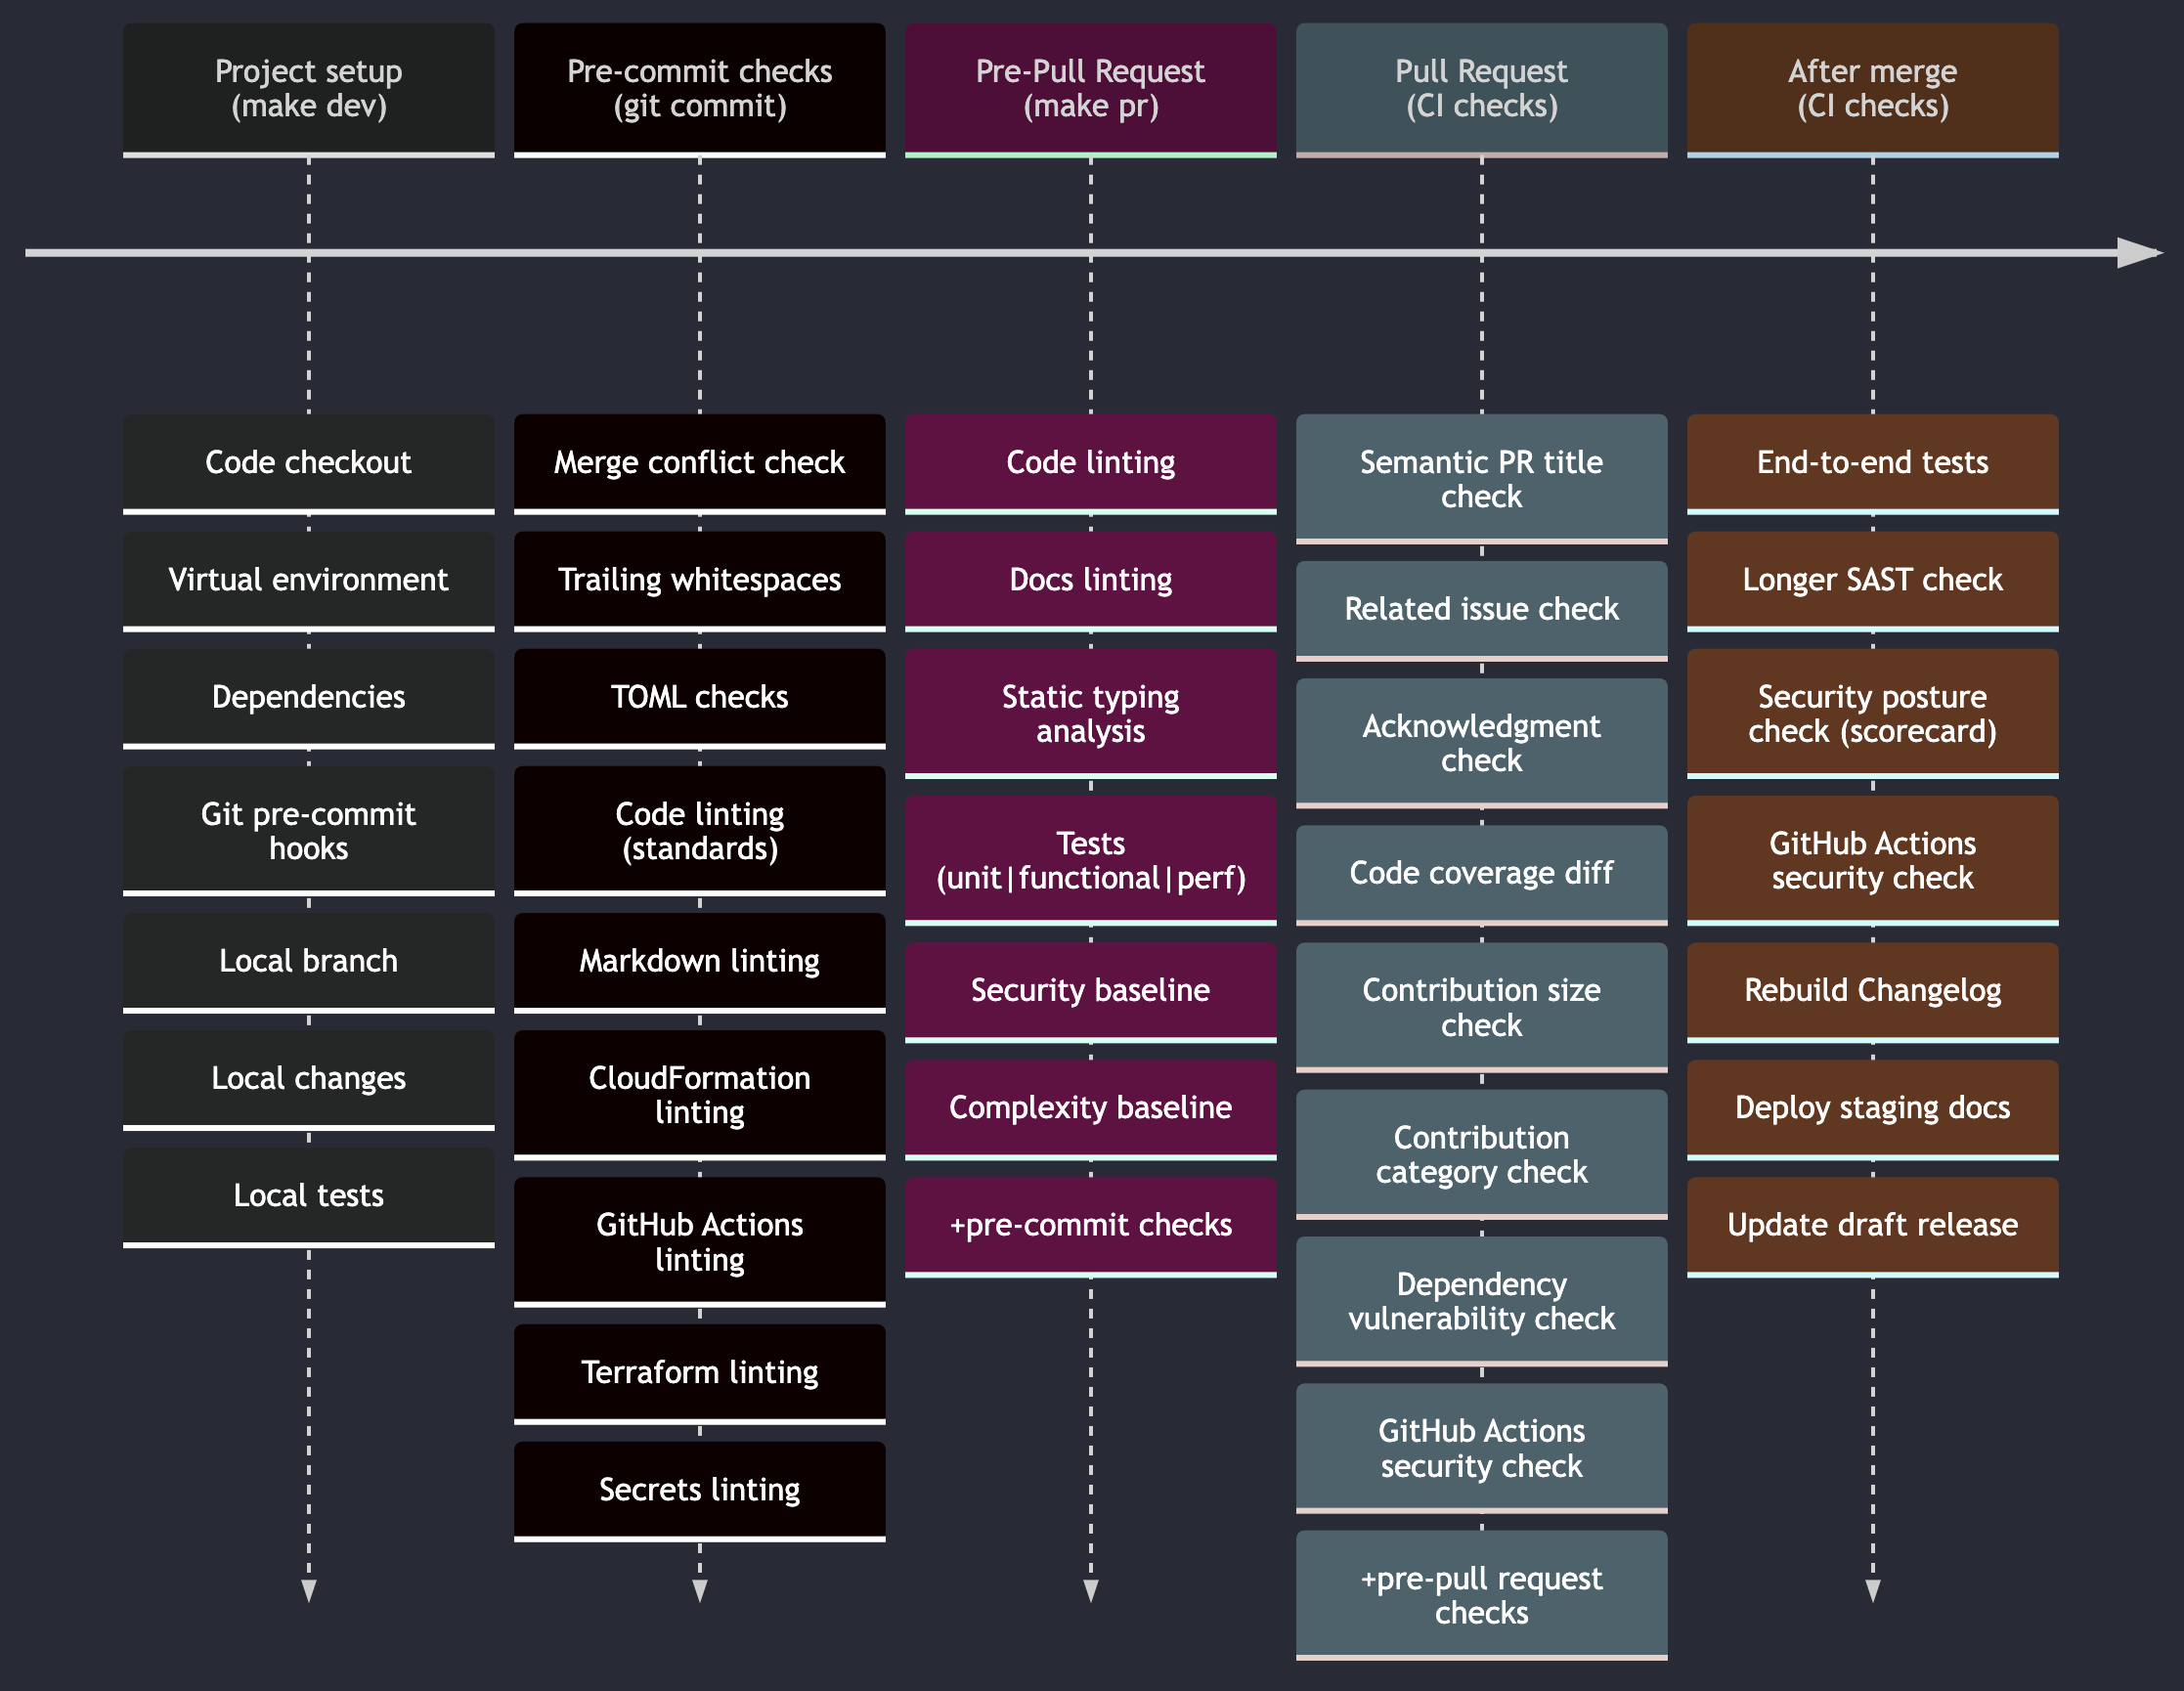 Project setup
(make dev)
Pre-commit checks
(git commit)
Pre-Pull Request
(make pr)
Pull Request
(CI checks)
After merge
(CI checks)
Code checkout
Virtual environment
Dependencies
Git pre-commit
hooks
Local branch
Local changes
Local tests
Merge conflict check
Trailing whitespaces
TOML checks
Code linting
(standards)
Markdown linting
CloudFormation
linting
GitHub Actions
linting
Terraform linting
Secrets linting
Code linting
Docs linting
Static typing
analysis
Tests
(unit|functional|perf)
Security baseline
Complexity baseline
+pre-commit checks
Semantic PR title
check
Related issue check
Acknowledgment
check
Code coverage diff
Contribution size
check
Contribution
category check
Dependency
vulnerability check
GitHub Actions
security check
+pre-pull request
checks
End-to-end tests
Longer SAST check
Security posture
check (scorecard)
GitHub Actions
security check
Rebuild Changelog
Deploy staging docs
Update draft release